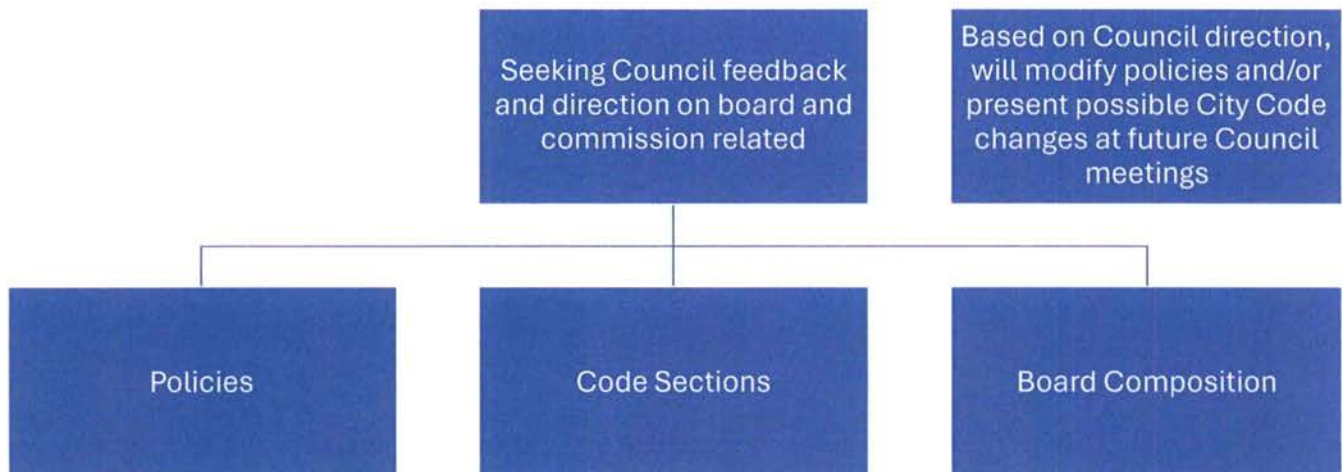 Seeking Council feedback
and direction on board and
commission related
Based on Council direction,
will modify policies and/or
present possible City Code
changes at future Council
meetings
Policies
Code Sections
Board Composition